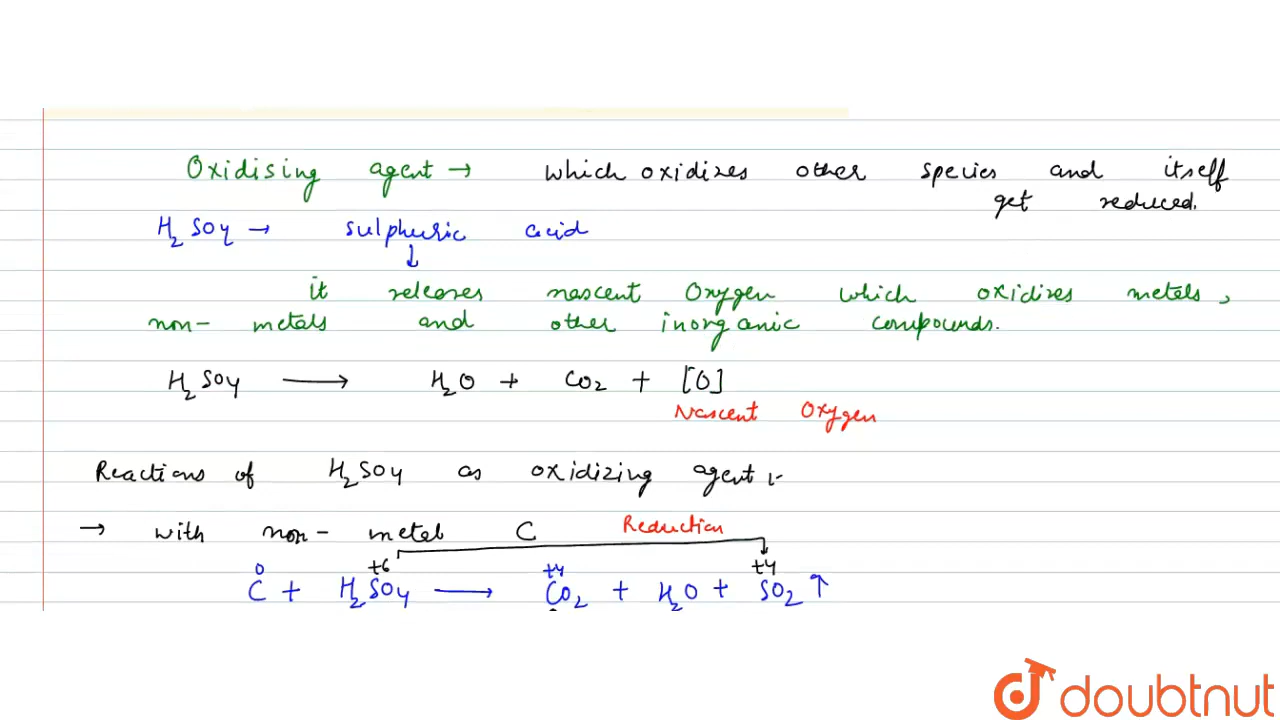 Oxidising agent → which oxidizes other species and itself
get reduced.
H2SO4 → sulphuric acid
↓
it releases nascent Oxygen which oxidizes metals,
non- metals and other inorganic compounds.
H2SO4 → H2O + CO2 + [O]
Nascent Oxygen
Reactions of H2SO4 as oxidizing agent :-
→ with non- metal C Reduction
0 +6 +4 +4
C + H2SO4 → CO2 + H2O + SO2 ↑
doubtnut